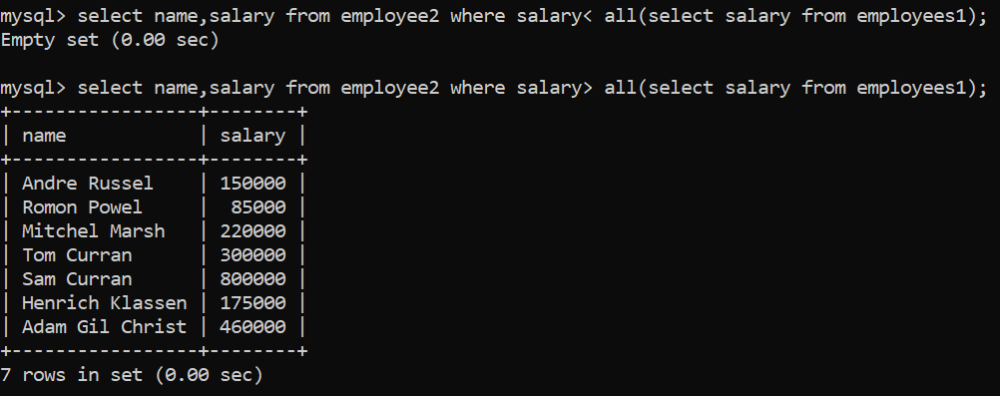 mysql> select name,salary from employee2 where salary< all(select salary from employees1);
Empty set (0.00 sec)
mysql> select name,salary from employee2 where salary> all(select salary from employees1);
+-----------------+--------+
| name            | salary |
+-----------------+--------+
| Andre Russel    | 150000 |
| Romon Powel     |  85000 |
| Mitchel Marsh   | 220000 |
| Tom Curran      | 300000 |
| Sam Curran      | 800000 |
| Henrich Klassen | 175000 |
| Adam Gil Christ | 460000 |
+-----------------+--------+
7 rows in set (0.00 sec)